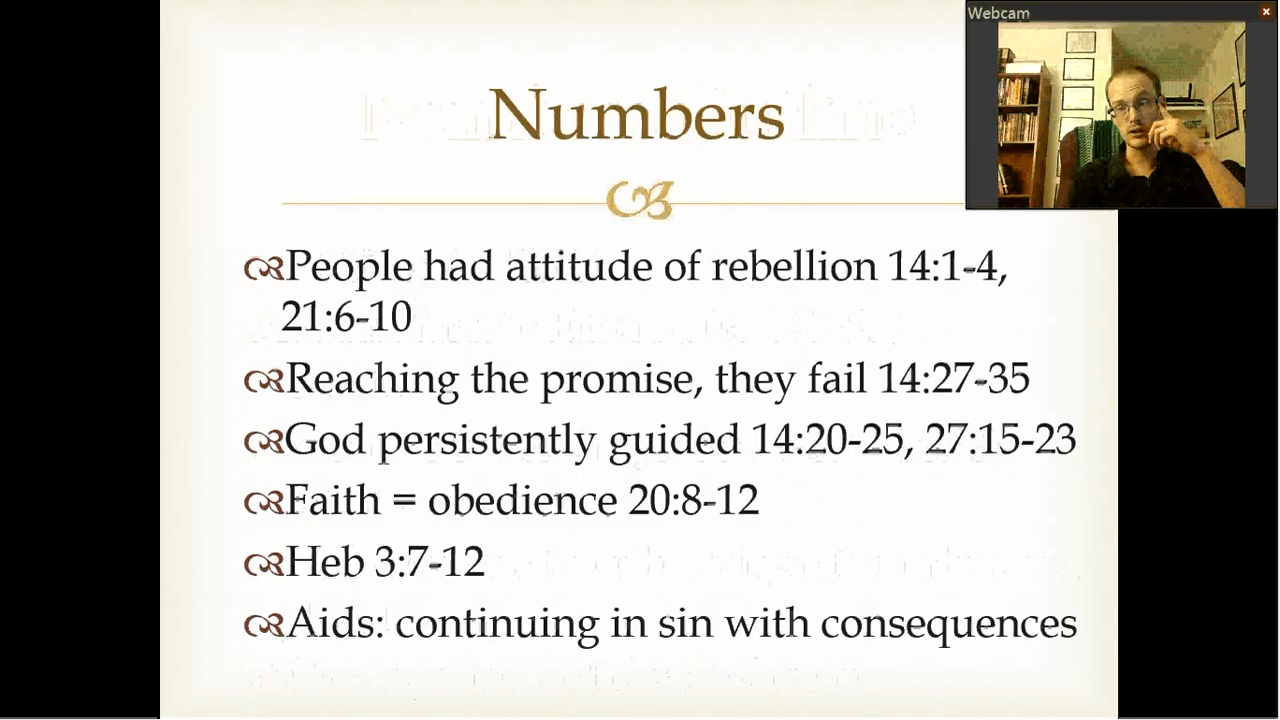 Webcam
Numbers
People had attitude of rebellion 14:1-4,
21:6-10
Reaching the promise, they fail 14:27-35
God persistently guided 14:20-25, 27:15-23
Faith = obedience 20:8-12
Heb 3:7-12
Aids: continuing in sin with consequences